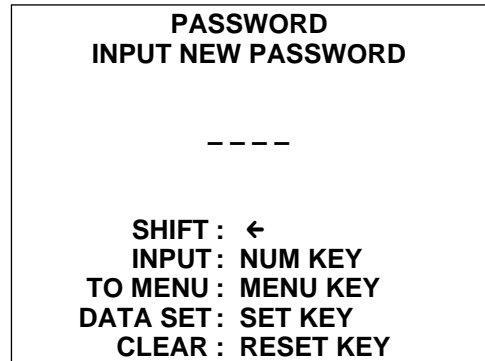 PASSWORD
INPUT NEW PASSWORD
– – – –
SHIFT : ←
INPUT : NUM KEY
TO MENU : MENU KEY
DATA SET : SET KEY
CLEAR : RESET KEY